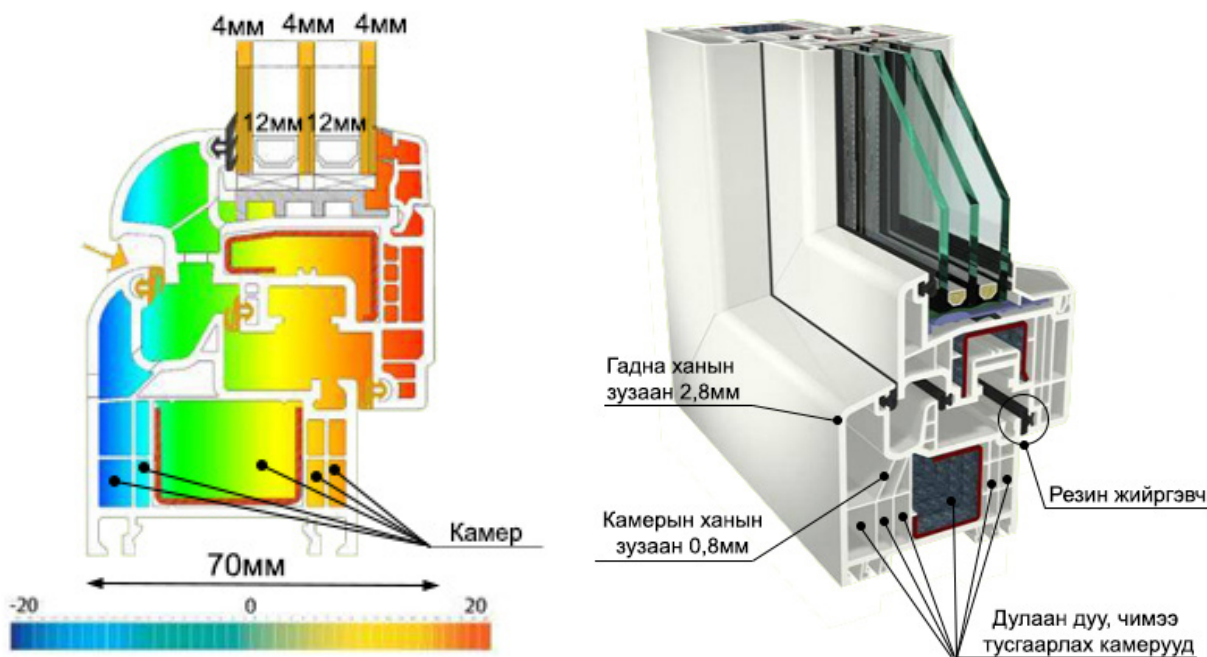 4мм 4мм 4мм
12мм 12мм
Камер
70мм
-20 0 20
Гадна ханын
зузаан 2,8мм
Камерын ханын
зузаан 0,8мм
Резин жийргэвч
Дулаан дуу, чимээ
тусгаарлах камерууд